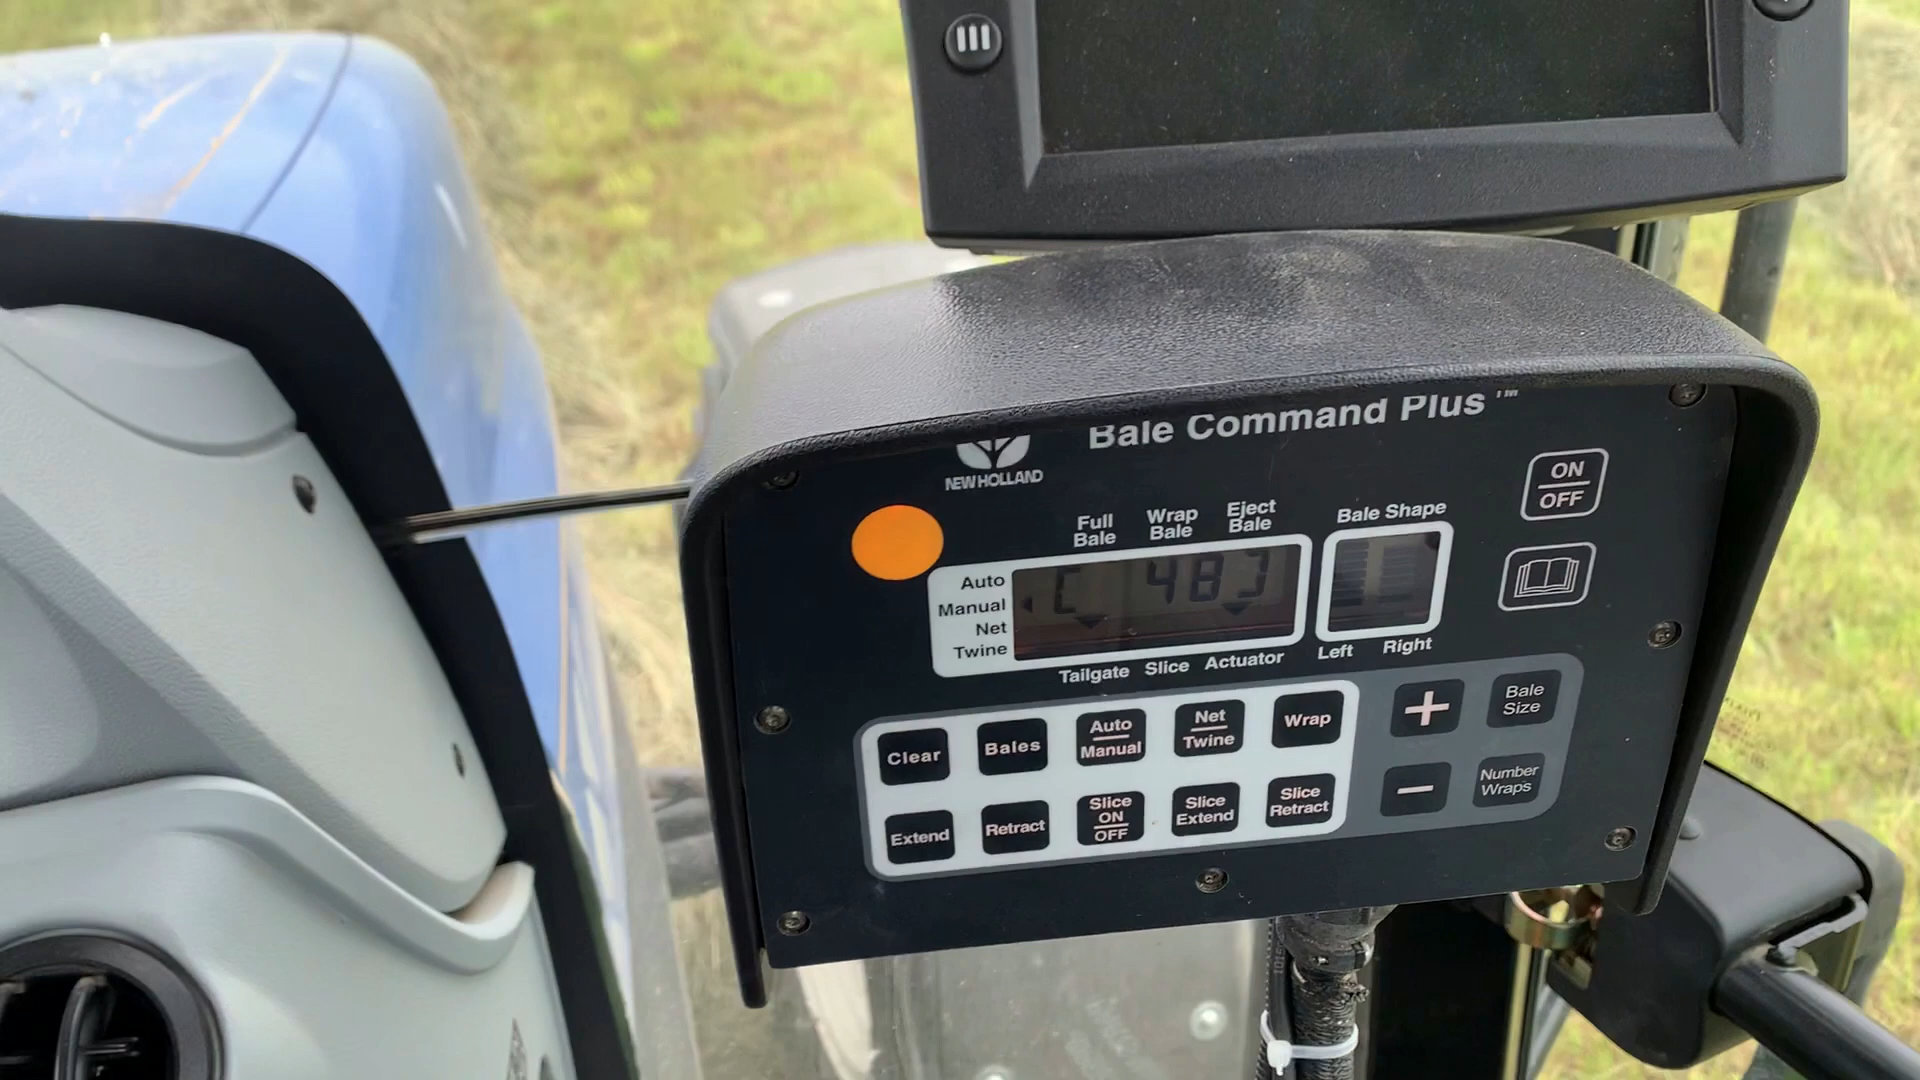 Bale Command Plus™
NEW HOLLAND
ON
OFF
Full
Bale
Wrap
Bale
Eject
Bale
Bale Shape
Auto
Manual
Net
Twine
[ 48]
Tailgate
Slice
Actuator
Left
Right
Clear
Bales
Auto
Manual
Net
Twine
Wrap
+
Bale
Size
Extend
Retract
Slice
ON
OFF
Slice
Extend
Slice
Retract
−
Number
Wraps